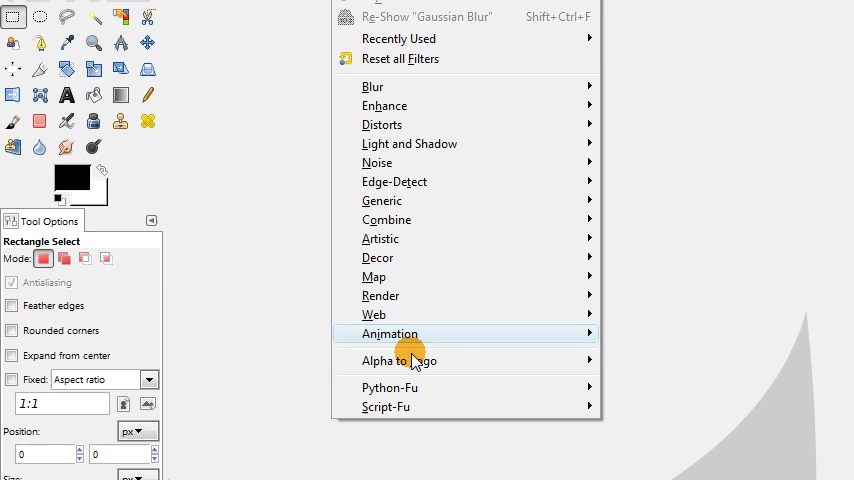 Re-Show "Gaussian Blur" Shift+Ctrl+F
Recently Used
Reset all Filters
Blur
Enhance
Distorts
Light and Shadow
Noise
Edge-Detect
Generic
Combine
Artistic
Decor
Map
Render
Web
Animation
Alpha to Logo
Python-Fu
Script-Fu
Tool Options
Rectangle Select
Mode:
Antialiasing
Feather edges
Rounded corners
Expand from center
Fixed: Aspect ratio
1:1
Position: px
0 0